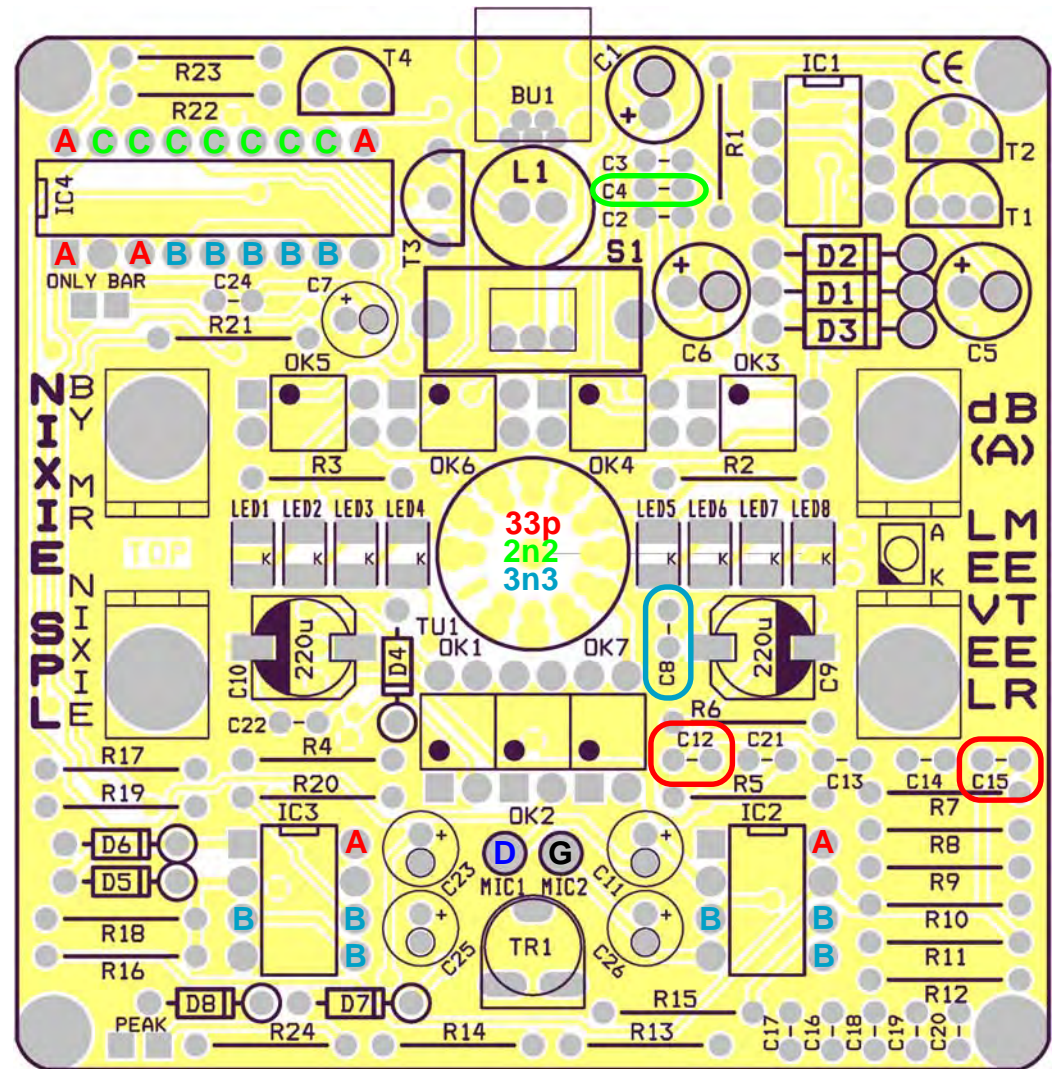 R23
T4
C1
IC1
CE
R22
BU1
+
A C C C C C C C A
C3
R1
T2
IC4
L1
C4
C2
T1
T3
A A B B B B B
S1
D2
ONLY BAR
C24
C7
+
+
D1
+
R21
D3
C6
C5
OK5
OK3
NIXIE SPL
BY MR NIXIE
dB
(A)
LEVEL
METER
OK6
OK4
R3
R2
LED1 LED2 LED3 LED4
LED5 LED6 LED7 LED8
33p
2n2
3n3
TOP
K K K K
K K K K
A
K
TU1
OK1
OK7
C10
220u
D4
C8
220u
C9
C22
R6
R17
R4
C12
C21
C13
C14
C15
R19
R20
R5
R7
IC3
OK2
IC2
R8
D6
A
+
D
G
+
A
D5
C23
MIC1
MIC2
C11
R9
B
B
+
+
B
B
R10
R18
B
C25
TR1
C26
B
R11
R16
D8
D7
R15
R12
PEAK
R24
R14
R13
C17
C16
C18
C19
C20